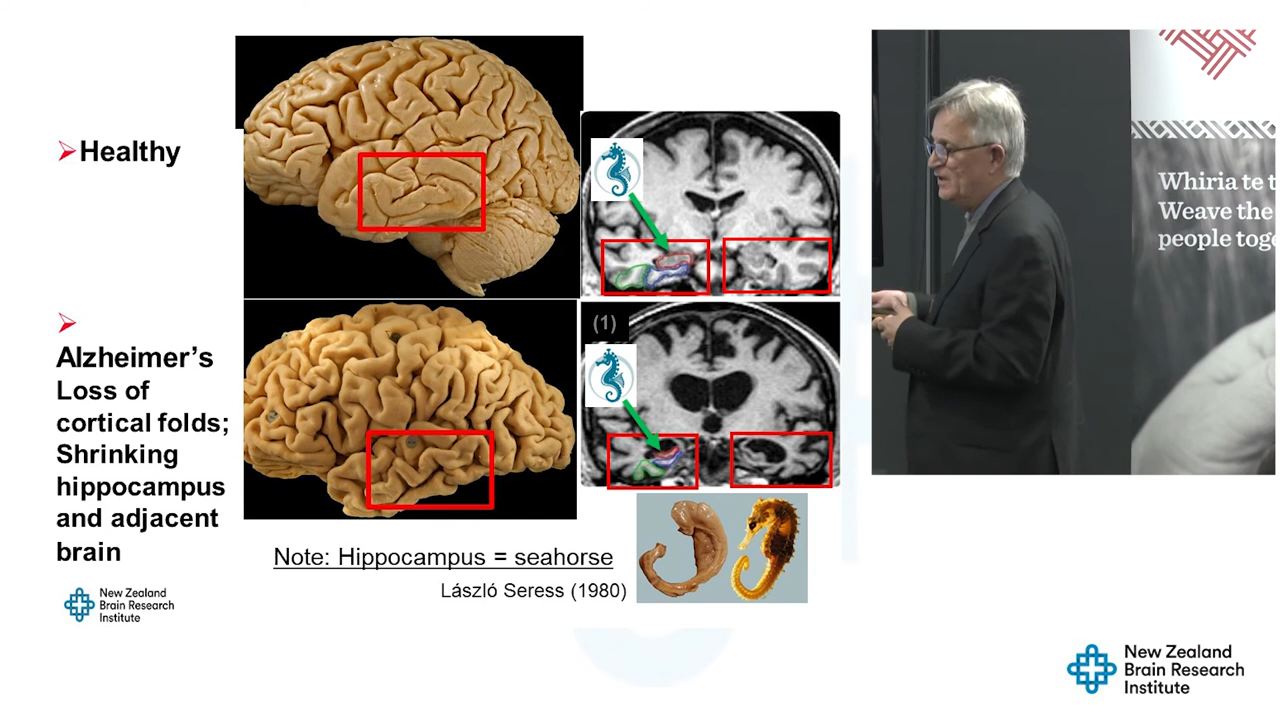 Healthy
Alzheimer's
Loss of
cortical folds;
Shrinking
hippocampus
and adjacent
brain
(1)
Note: Hippocampus = seahorse
László Seress (1980)
New Zealand
Brain Research
Institute
Whiria te t
Weave the
people toge
New Zealand
Brain Research
Institute